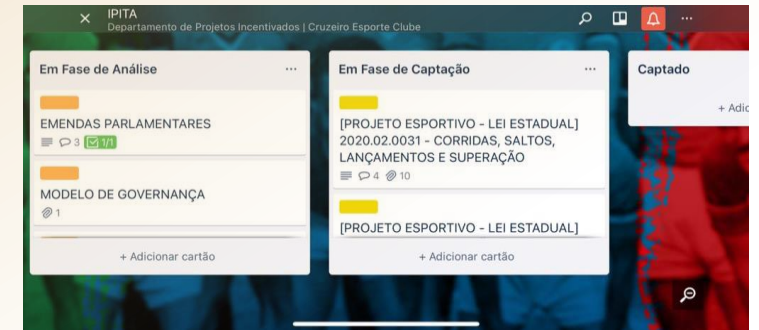 IPITA
Departamento de Projetos Incentivados | Cruzeiro Esporte Clube
Em Fase de Análise
EMENDAS PARLAMENTARES
3 1/1
MODELO DE GOVERNANÇA
1
+ Adicionar cartão
Em Fase de Captação
[PROJETO ESPORTIVO - LEI ESTADUAL]
2020.02.0031 - CORRIDAS, SALTOS,
LANÇAMENTOS E SUPERAÇÃO
4 10
[PROJETO ESPORTIVO - LEI ESTADUAL]
+ Adicionar cartão
Captado
+ Adic